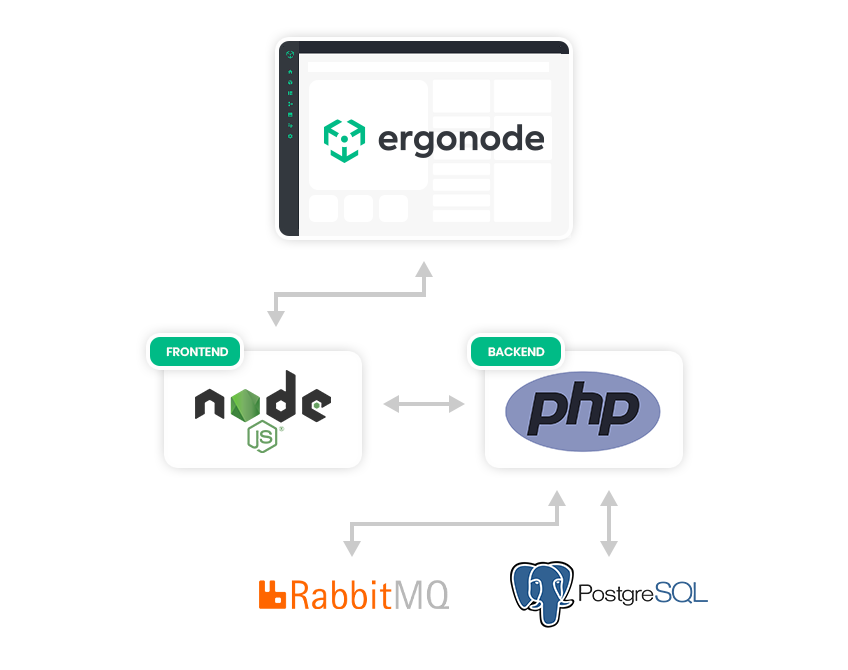 ergonode
FRONTEND
BACKEND
node
JS®
php
RabbitMQ
PostgreSQL